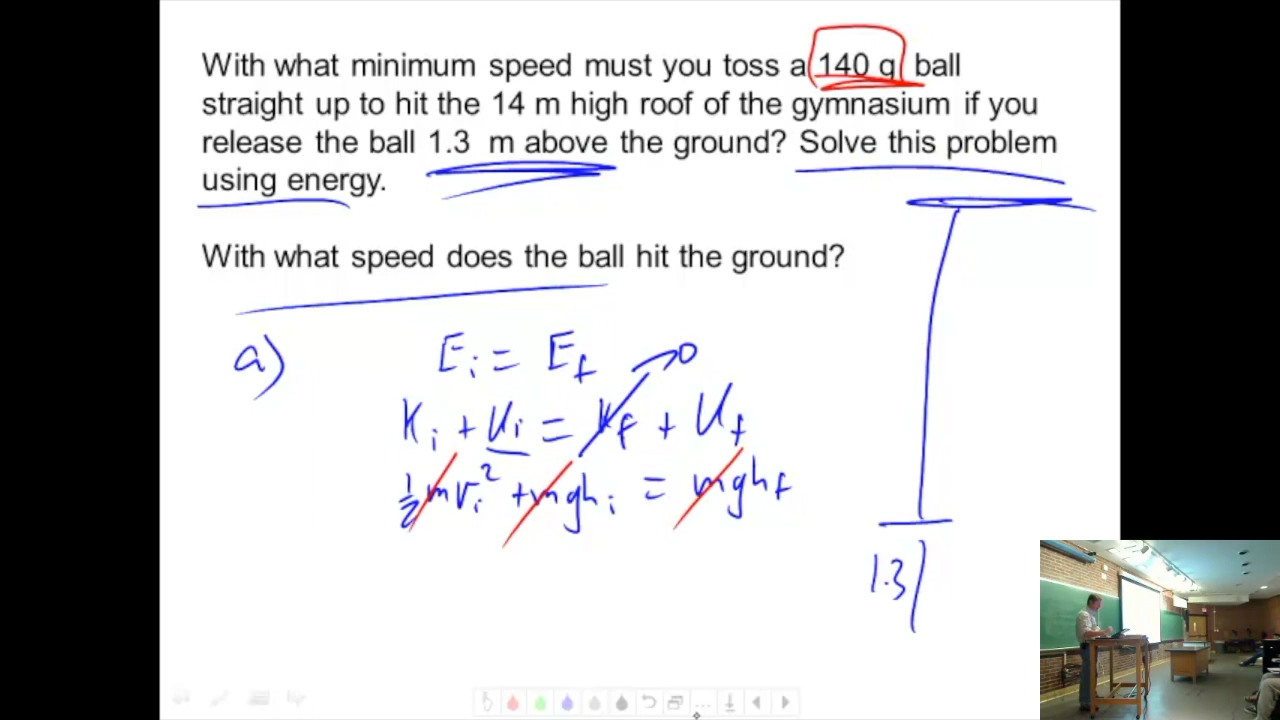 With what minimum speed must you toss a 140 g ball
straight up to hit the 14 m high roof of the gymnasium if you
release the ball 1.3 m above the ground? Solve this problem
using energy.
With what speed does the ball hit the ground?
a) Ei = Ef
Ki + Ui = Kf + Uf → 0
½mvi² + mghi = mghf
1.3